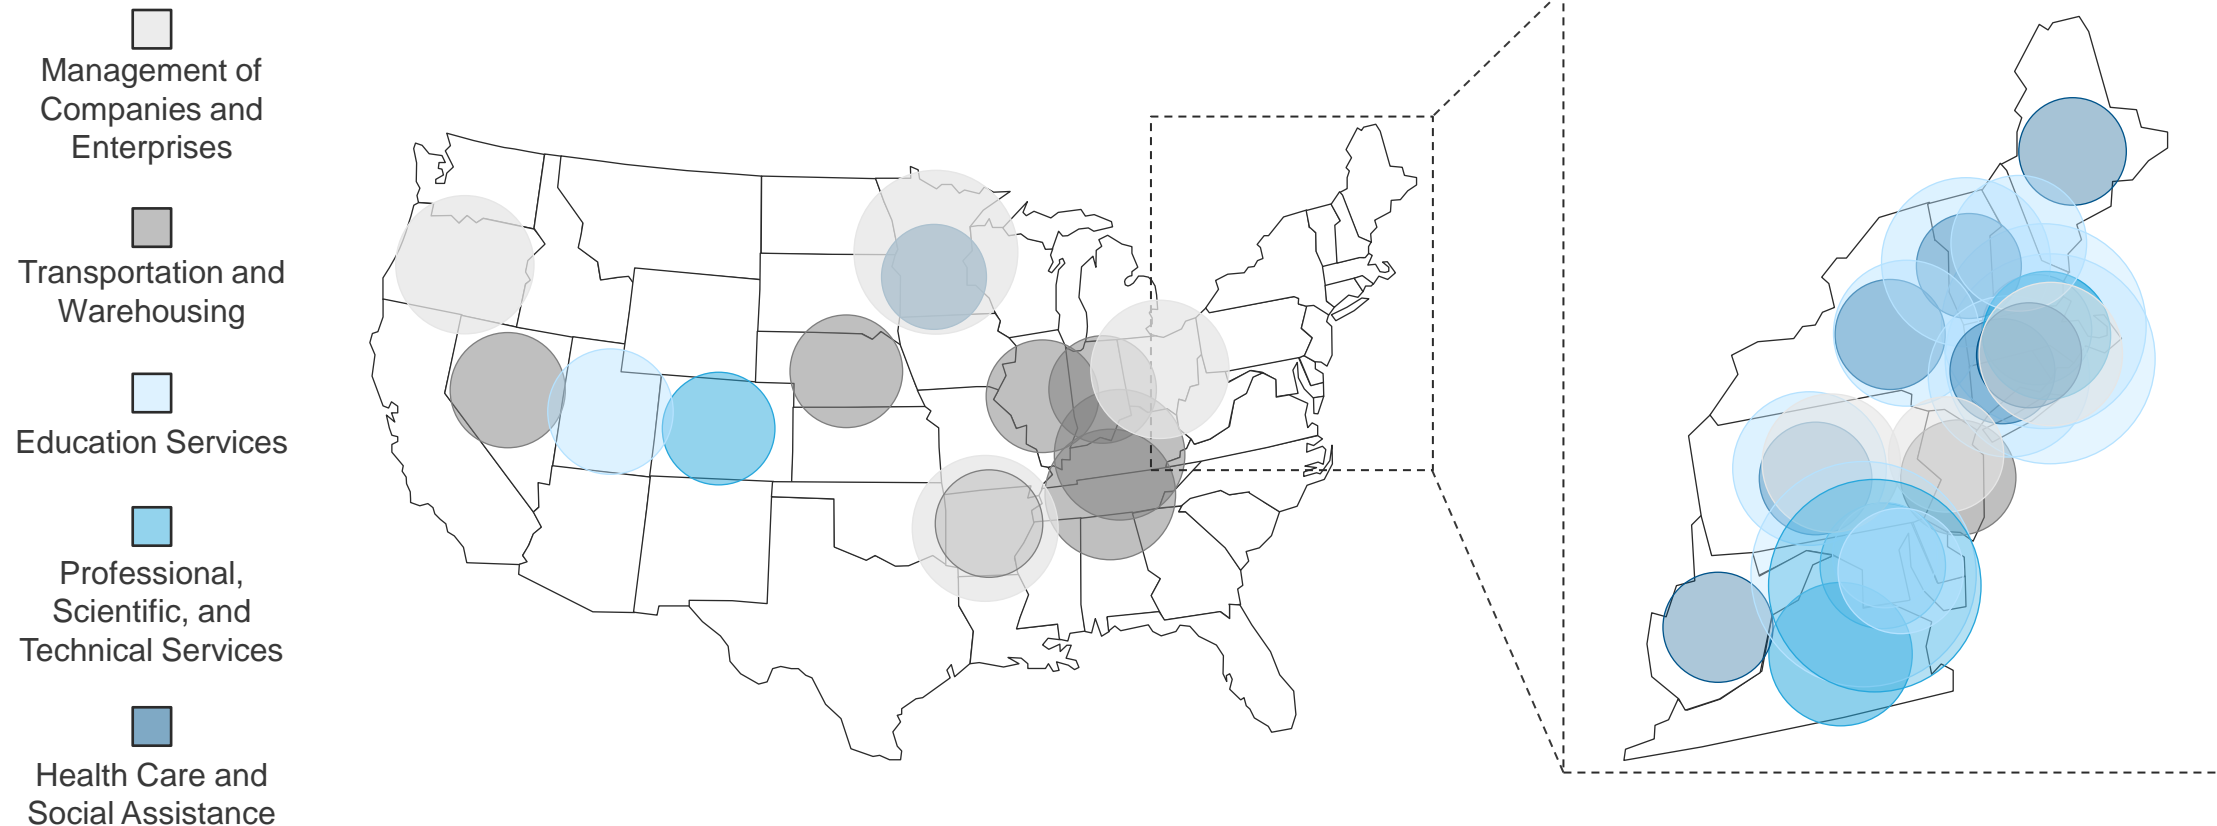 Management of
Companies and
Enterprises
Transportation and
Warehousing
Education Services
Professional,
Scientific, and
Technical Services
Health Care and
Social Assistance